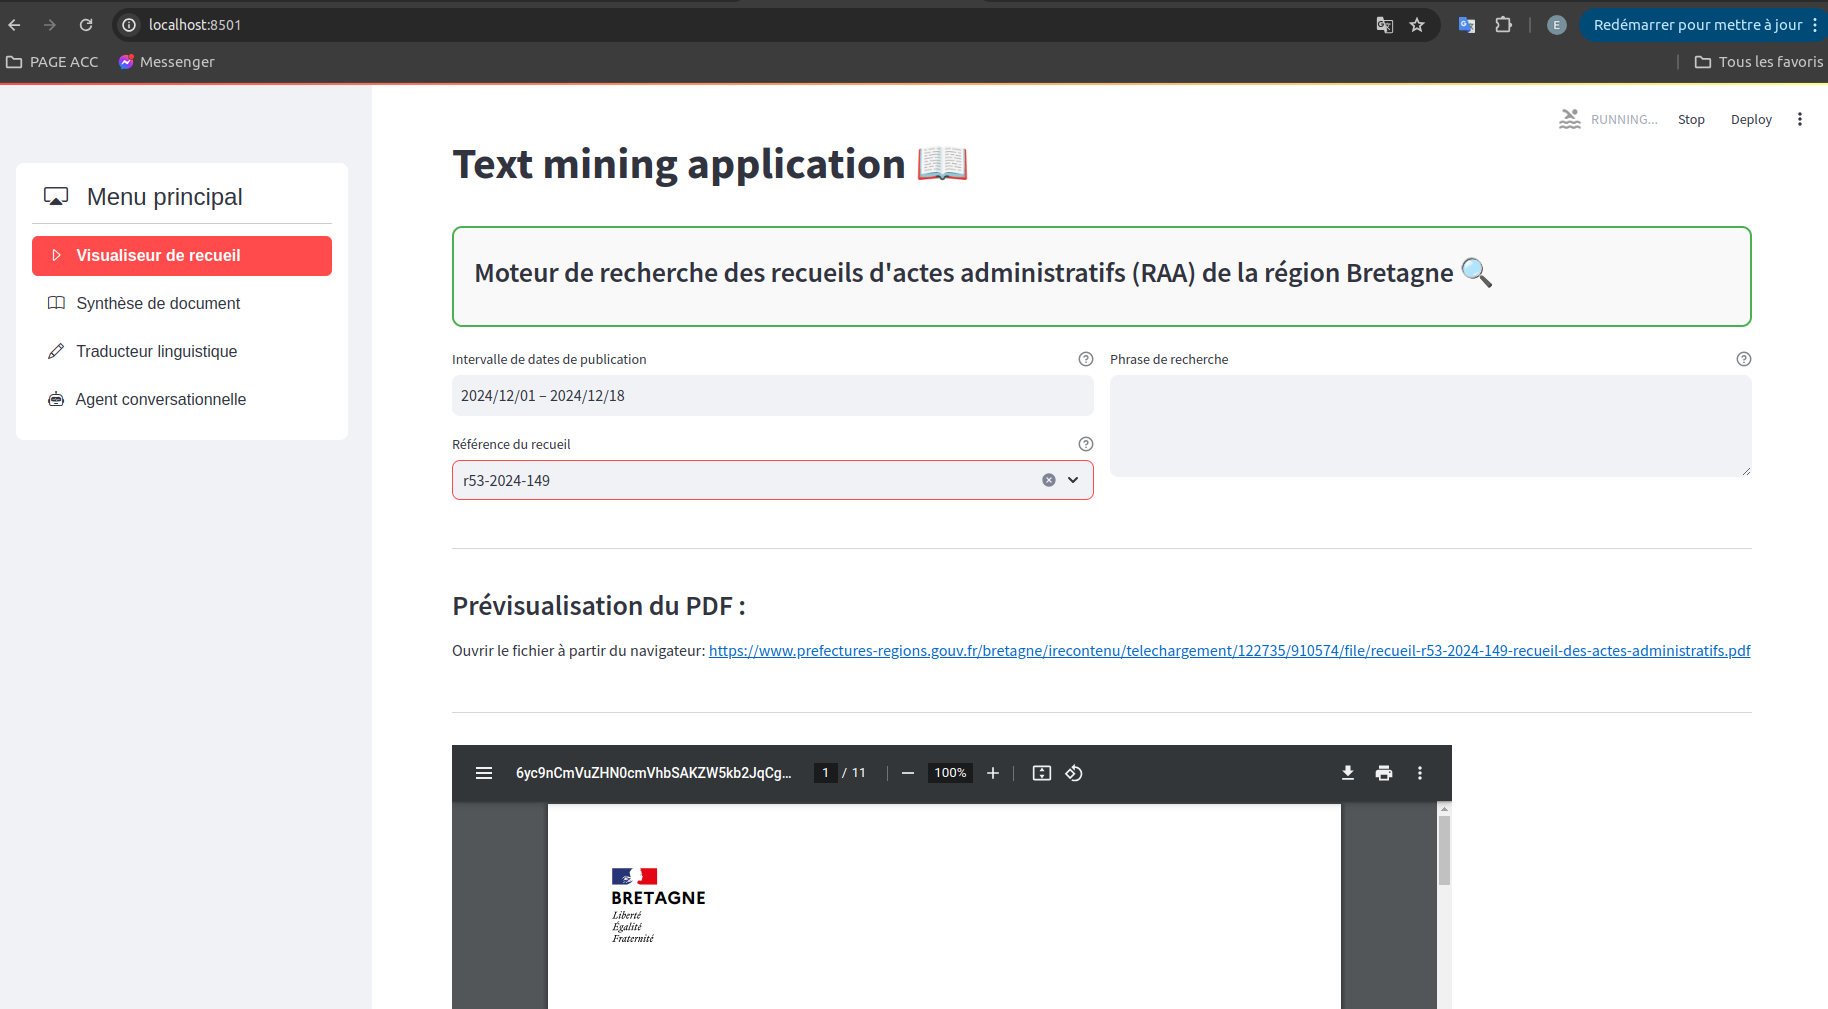 localhost:8501
E
Redémarrer pour mettre à jour
PAGE ACC
Messenger
Tous les favoris
RUNNING...
Stop
Deploy
Menu principal
Visualiseur de recueil
Synthèse de document
Traducteur linguistique
Agent conversationnelle
Text mining application
Moteur de recherche des recueils d'actes administratifs (RAA) de la région Bretagne
Intervalle de dates de publication
2024/12/01 – 2024/12/18
Phrase de recherche
Référence du recueil
r53-2024-149
Prévisualisation du PDF :
Ouvrir le fichier à partir du navigateur: https://www.prefectures-regions.gouv.fr/bretagne/irecontenu/telechargement/122735/910574/file/recueil-r53-2024-149-recueil-des-actes-administratifs.pdf
6yc9nCmVuZHN0cmVhbSAKZW5kb2JqCg...
1 / 11
100%
BRETAGNE
Liberté
Égalité
Fraternité